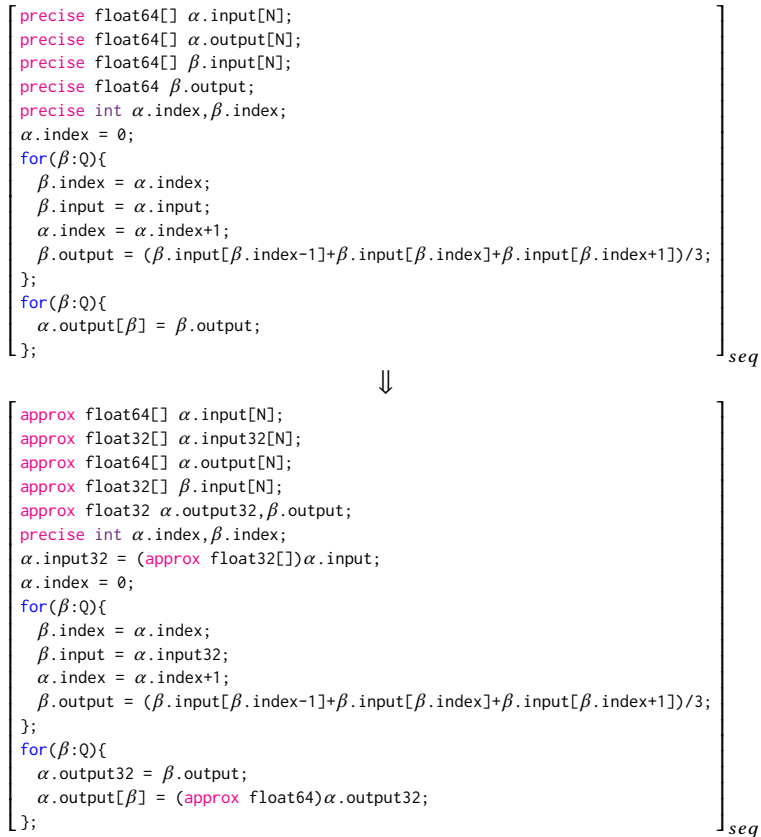 precise float64[] α.input[N];
precise float64[] α.output[N];
precise float64[] β.input[N];
precise float64 β.output;
precise int α.index,β.index;
α.index = 0;
for(β:Q){
  β.index = α.index;
  β.input = α.input;
  α.index = α.index+1;
  β.output = (β.input[β.index-1]+β.input[β.index]+β.input[β.index+1])/3;
};
for(β:Q){
  α.output[β] = β.output;
};
seq
⇓
approx float64[] α.input[N];
approx float32[] α.input32[N];
approx float64[] α.output[N];
approx float32[] β.input[N];
approx float32 α.output32,β.output;
precise int α.index,β.index;
α.input32 = (approx float32[])α.input;
α.index = 0;
for(β:Q){
  β.index = α.index;
  β.input = α.input32;
  α.index = α.index+1;
  β.output = (β.input[β.index-1]+β.input[β.index]+β.input[β.index+1])/3;
};
for(β:Q){
  α.output32 = β.output;
  α.output[β] = (approx float64)α.output32;
};
seq